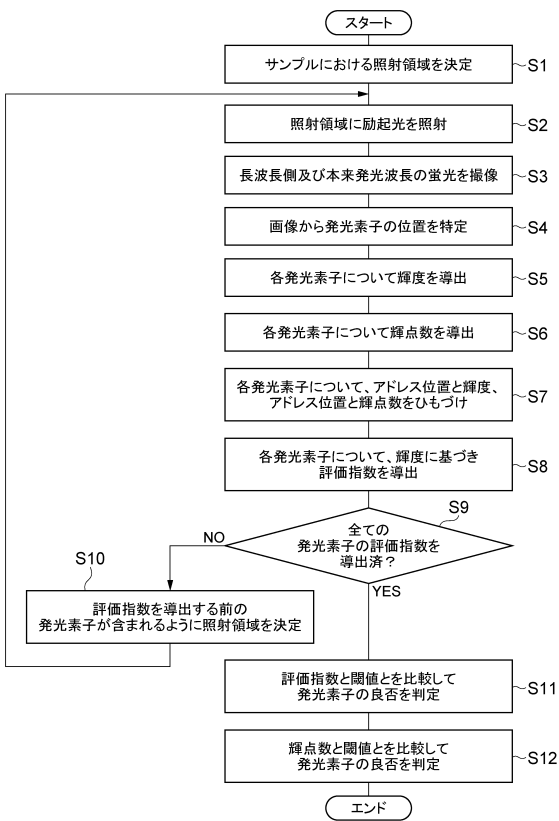 スタート
サンプルにおける照射領域を決定
S1
照射領域に励起光を照射
S2
長波長側及び本来発光波長の蛍光を撮像
S3
画像から発光素子の位置を特定
S4
各発光素子について輝度を導出
S5
各発光素子について輝点数を導出
S6
各発光素子について、アドレス位置と輝度、
アドレス位置と輝点数をひもづけ
S7
各発光素子について、輝度に基づき
評価指数を導出
S8
S9
全ての
発光素子の評価指数を
導出済？
NO
YES
S10
評価指数を導出する前の
発光素子が含まれるように照射領域を決定
評価指数と閾値とを比較して
発光素子の良否を判定
S11
輝点数と閾値とを比較して
発光素子の良否を判定
S12
エンド